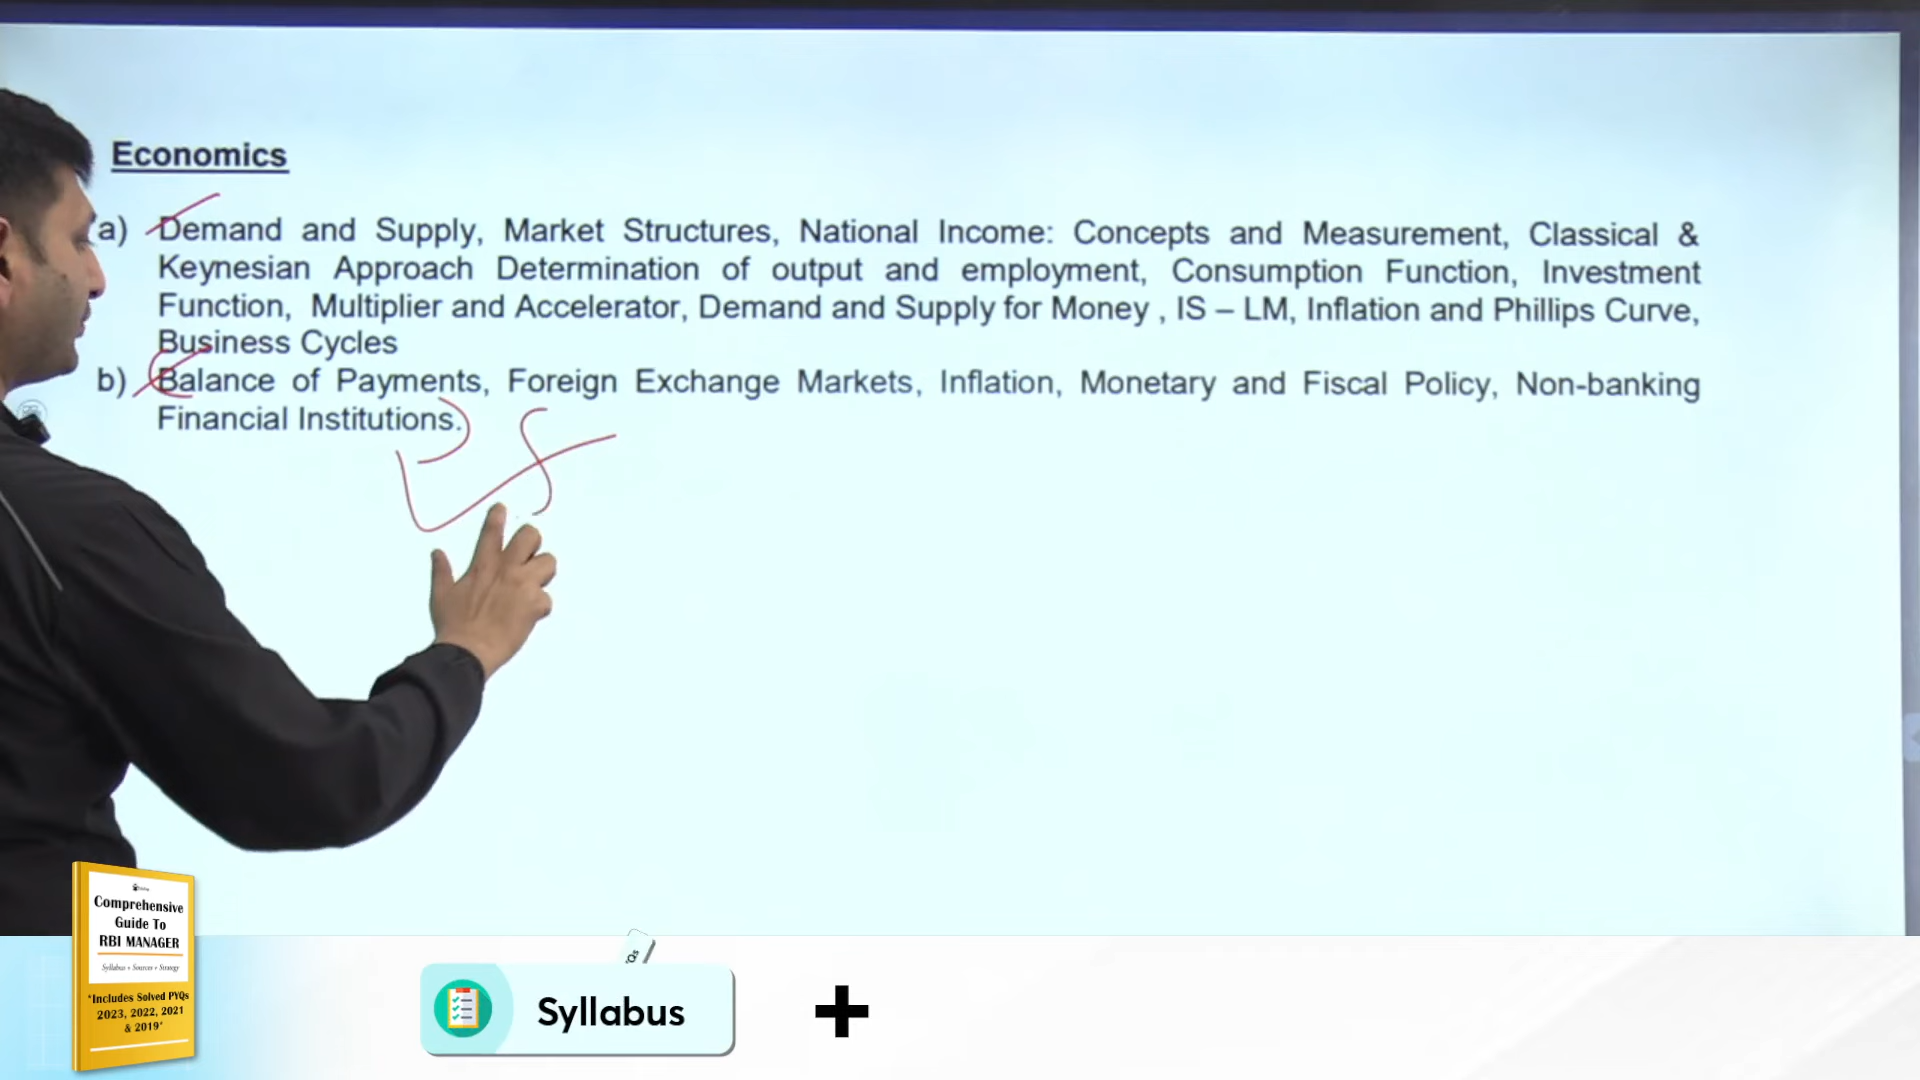 Economics
a) Demand and Supply, Market Structures, National Income: Concepts and Measurement, Classical &
Keynesian Approach Determination of output and employment, Consumption Function, Investment
Function, Multiplier and Accelerator, Demand and Supply for Money , IS – LM, Inflation and Phillips Curve,
Business Cycles
b) Balance of Payments, Foreign Exchange Markets, Inflation, Monetary and Fiscal Policy, Non-banking
Financial Institutions.
Comprehensive
Guide To
RBI MANAGER
Syllabus + Sources + Strategy
*Includes Solved PYQs
2023, 2022, 2021
& 2019*
Syllabus
+